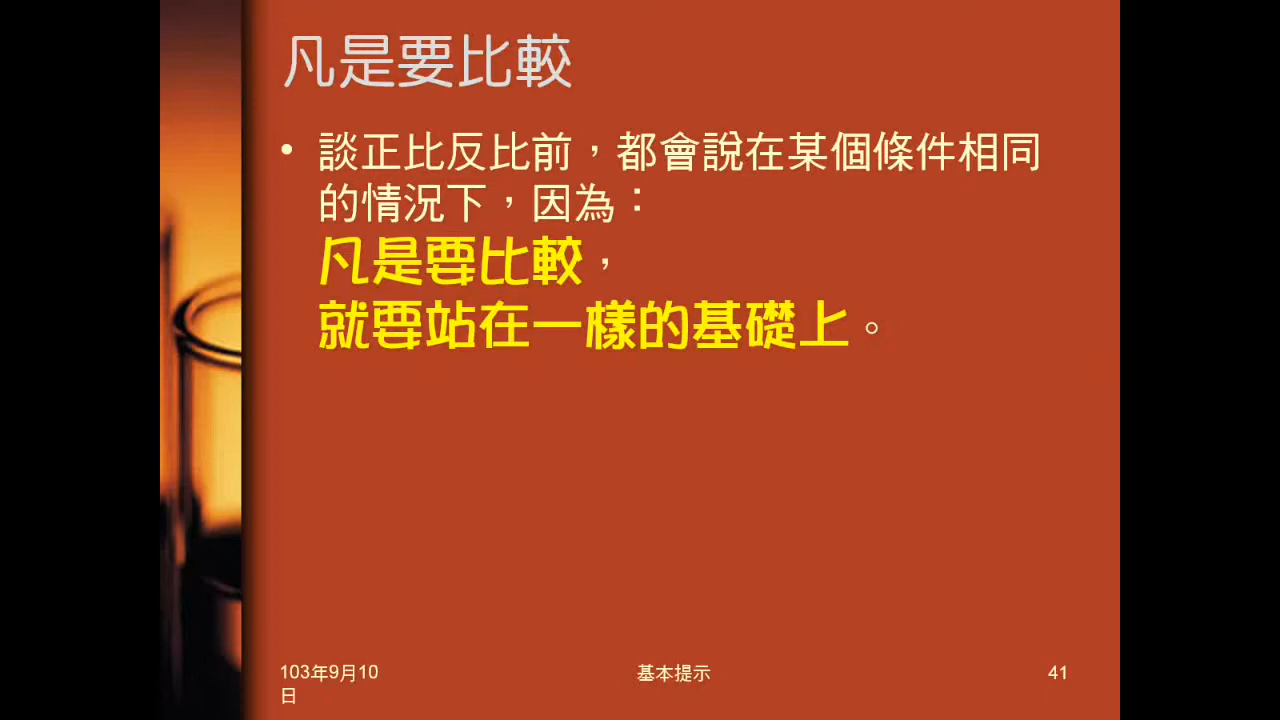 凡是要比較
• 談正比反比前，都會說在某個條件相同
的情況下，因為：
凡是要比較，
就要站在一樣的基礎上。
103年9月10
日
基本提示
41